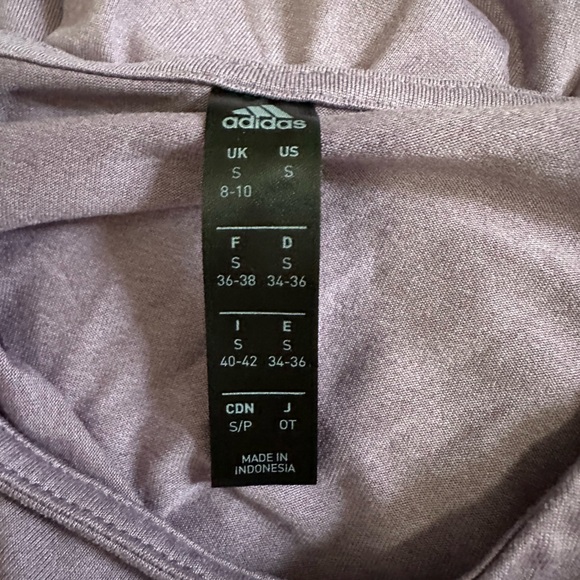 adidas
UK US
S S
8-10
F D
S S
36-38 34-36
I E
S S
40-42 34-36
CDN J
S/P OT
MADE IN
INDONESIA